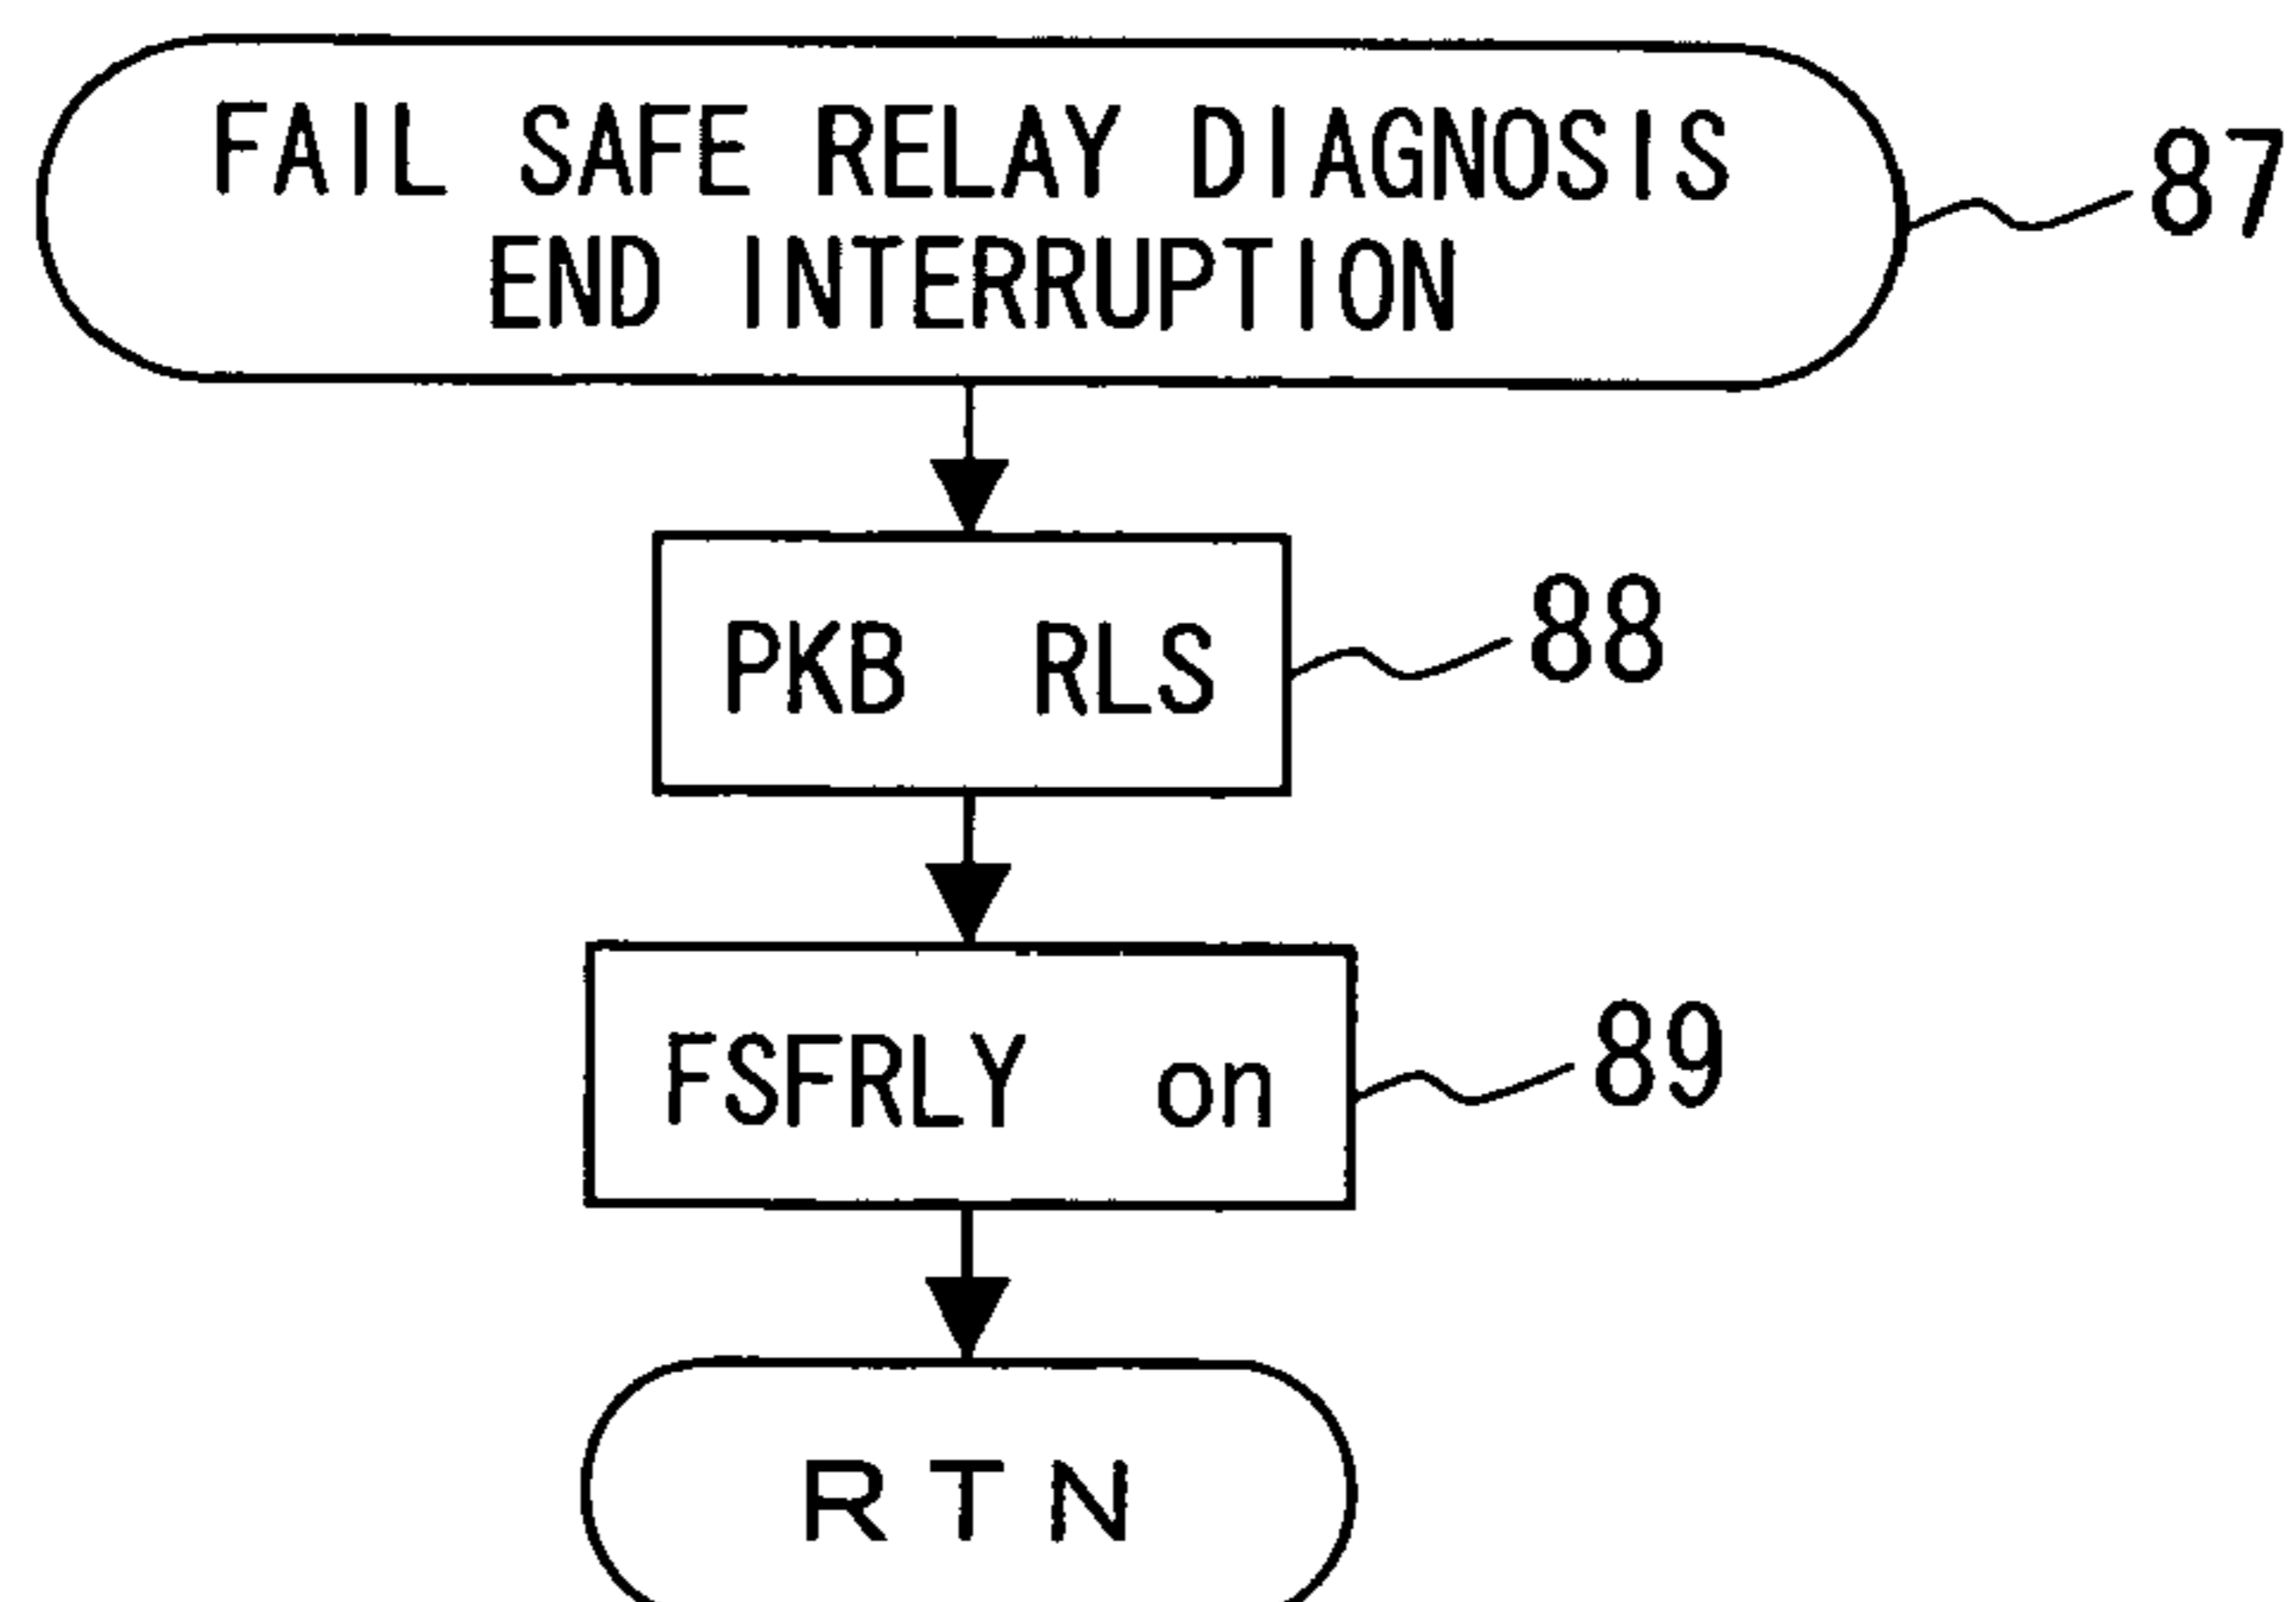 FAIL SAFE RELAY DIAGNOSIS
87
END INTERRUPTION
PKB RLS
88
FSFRLY on
89
RTN